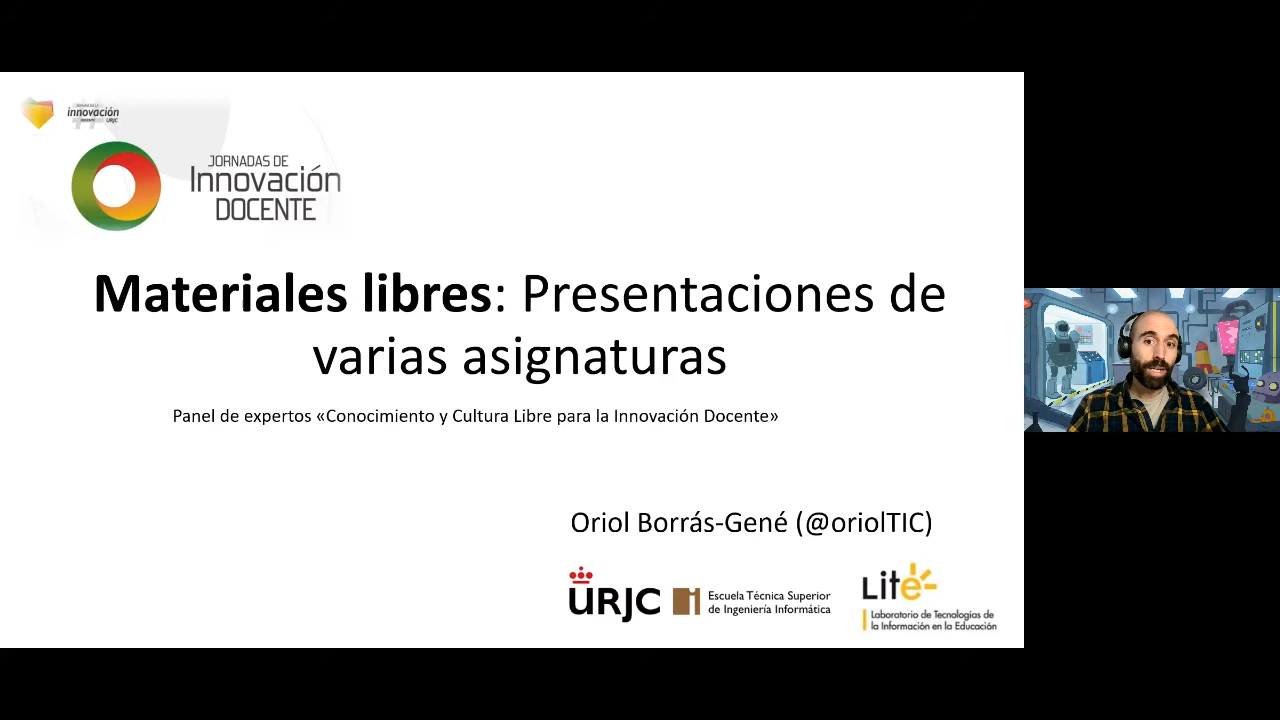 innovación
DOCENTE URJC
JORNADAS DE
Innovación
DOCENTE
Materiales libres: Presentaciones de
varias asignaturas
Panel de expertos «Conocimiento y Cultura Libre para la Innovación Docente»
Oriol Borrás-Gené (@oriolTIC)
URJC
i
Escuela Técnica Superior
de Ingeniería Informática
Lite
Laboratorio de Tecnologías de
la Información en la Educación